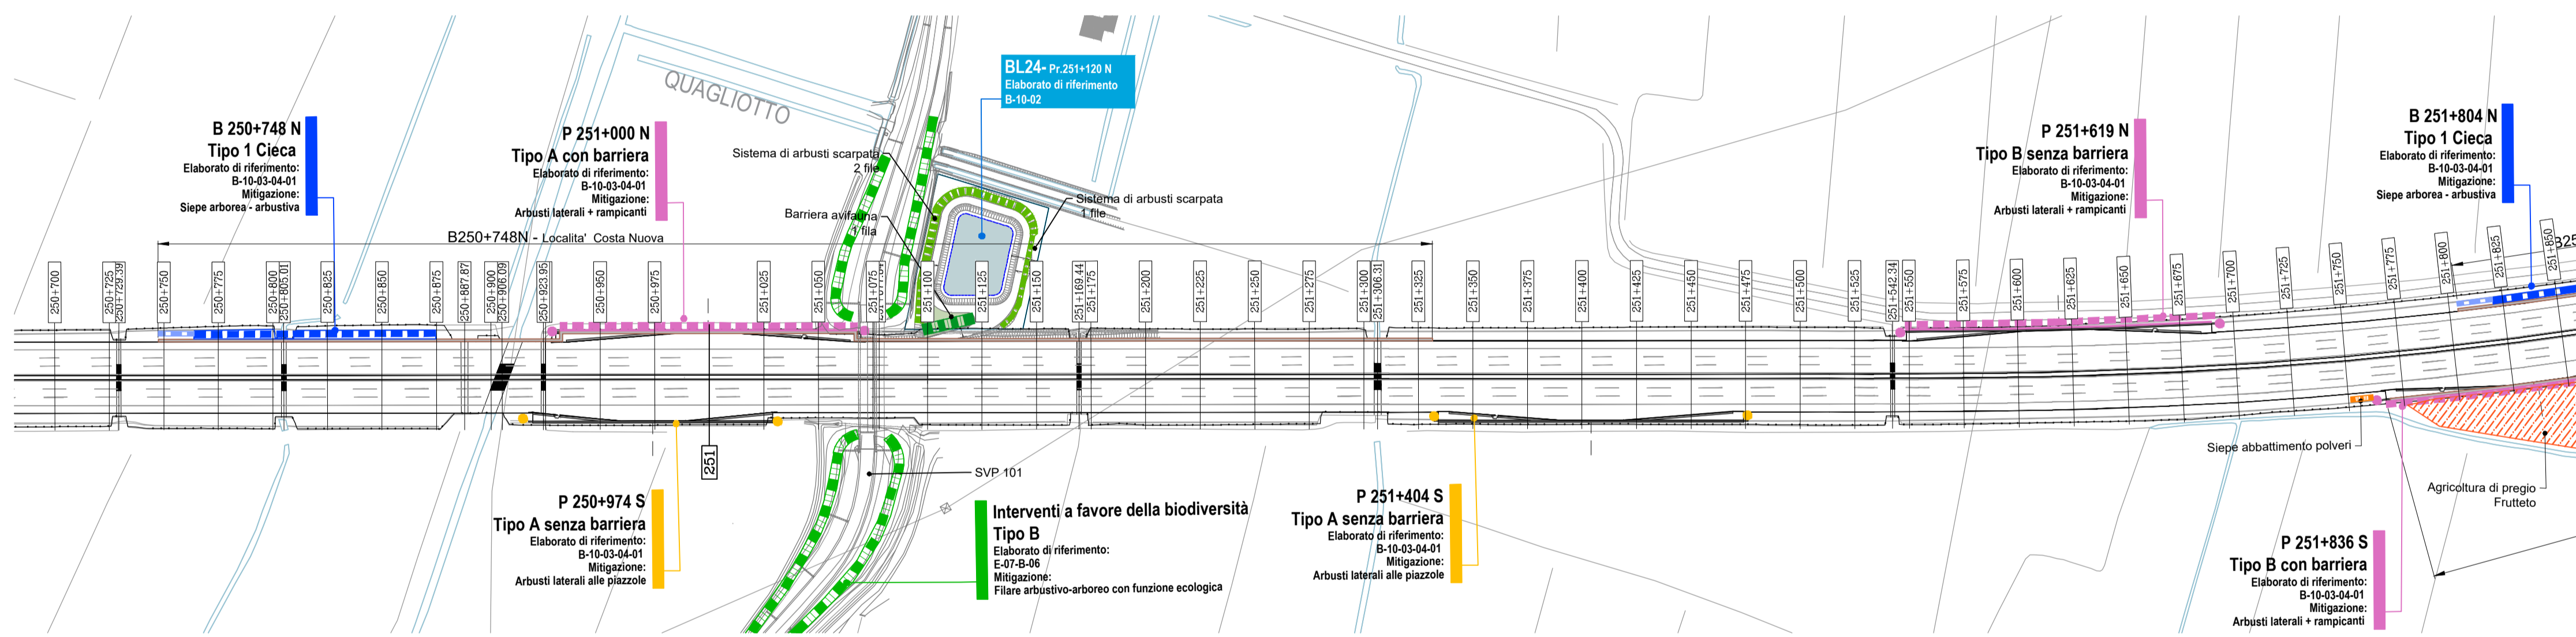 QUAGLIOTTO
BL24- Pr.251+120 N
Elaborato di riferimento
B-10-02
B 250+748 N
Tipo 1 Cieca
Elaborato di riferimento:
B-10-03-04-01
Mitigazione:
Siepe arborea - arbustiva
P 251+000 N
Tipo A con barriera
Elaborato di riferimento:
B-10-03-04-01
Mitigazione:
Arbusti laterali + rampicanti
Sistema di arbusti scarpata
2 file
Barriera avifauna
1 fila
Sistema di arbusti scarpata
1 file
P 251+619 N
Tipo B senza barriera
Elaborato di riferimento:
B-10-03-04-01
Mitigazione:
Arbusti laterali + rampicanti
B 251+804 N
Tipo 1 Cieca
Elaborato di riferimento:
B-10-03-04-01
Mitigazione:
Siepe arborea - arbustiva
B250+748N - Localita' Costa Nuova
B25
250+700
250+725
250+729.39
250+750
250+775
250+800
250+805.01
250+825
250+850
250+875
250+887.87
250+900
250+906.09
250+923.95
250+950
250+975
251+025
251+050
251+075
251+100
251+125
251+150
251+169.44
251+175
251+200
251+225
251+250
251+275
251+300
251+306.31
251+325
251+350
251+375
251+400
251+425
251+450
251+475
251+500
251+525
251+542.34
251+550
251+575
251+600
251+625
251+650
251+675
251+700
251+725
251+750
251+775
251+800
251+825
251+850
251
SVP 101
P 250+974 S
Tipo A senza barriera
Elaborato di riferimento:
B-10-03-04-01
Mitigazione:
Arbusti laterali alle piazzole
Interventi a favore della biodiversità
Tipo B
Elaborato di riferimento:
E-07-B-06
Mitigazione:
Filare arbustivo-arboreo con funzione ecologica
P 251+404 S
Tipo A senza barriera
Elaborato di riferimento:
B-10-03-04-01
Mitigazione:
Arbusti laterali alle piazzole
Siepe abbattimento polveri
Agricoltura di pregio
Frutteto
P 251+836 S
Tipo B con barriera
Elaborato di riferimento:
B-10-03-04-01
Mitigazione:
Arbusti laterali + rampicanti